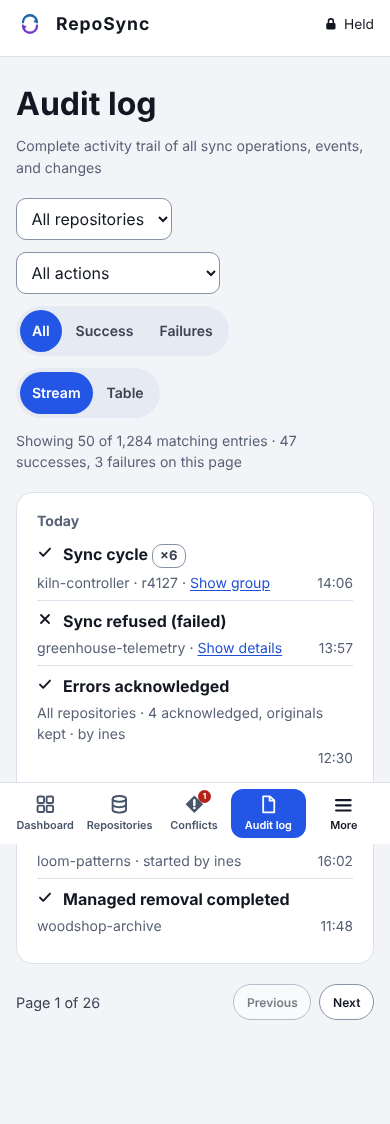 RepoSync
Held
Audit log
Complete activity trail of all sync operations, events,
and changes
All repositories
All actions
All Success Failures
Stream Table
Showing 50 of 1,284 matching entries · 47
successes, 3 failures on this page
Today
Sync cycle ×6
kiln-controller · r4127 · Show group 14:06
Sync refused (failed)
greenhouse-telemetry · Show details 13:57
Errors acknowledged
All repositories · 4 acknowledged, originals
kept · by ines
12:30
Dashboard Repositories Conflicts 1 Audit log More
loom-patterns · started by ines 16:02
Managed removal completed
woodshop-archive 11:48
Page 1 of 26 Previous Next